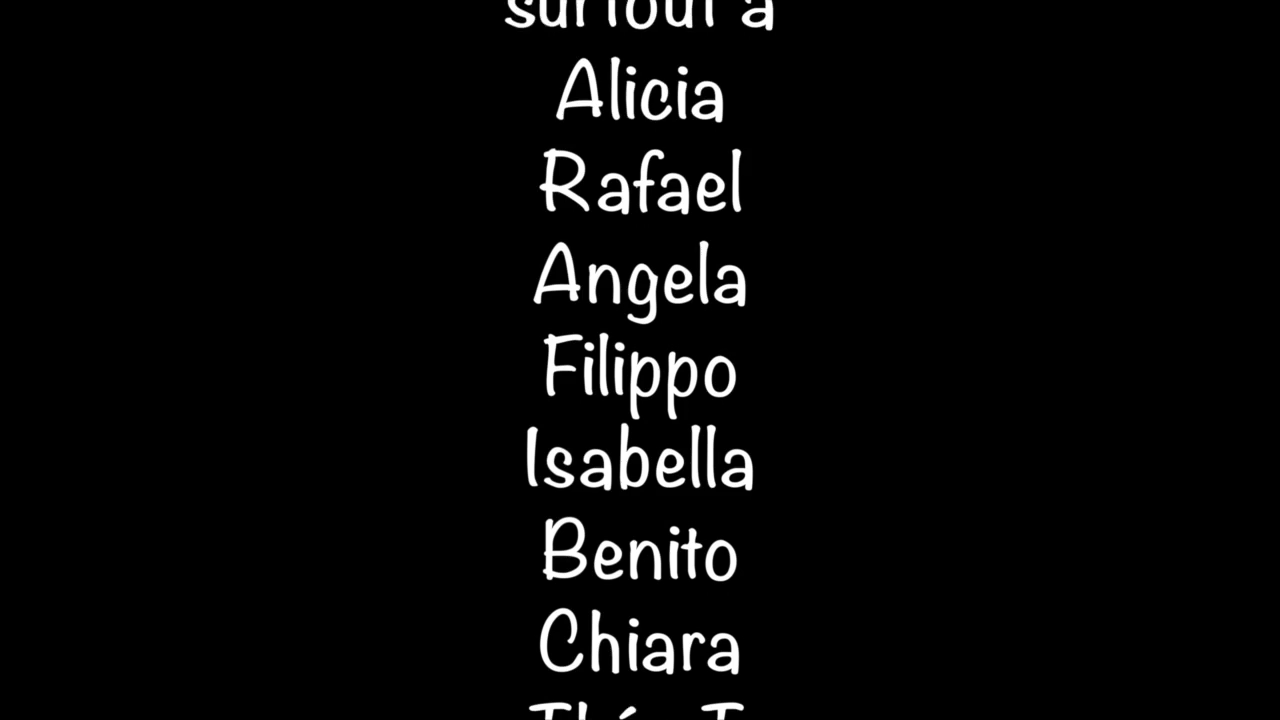 surtout à
Alicia
Rafael
Angela
Filippo
Isabella
Benito
Chiara